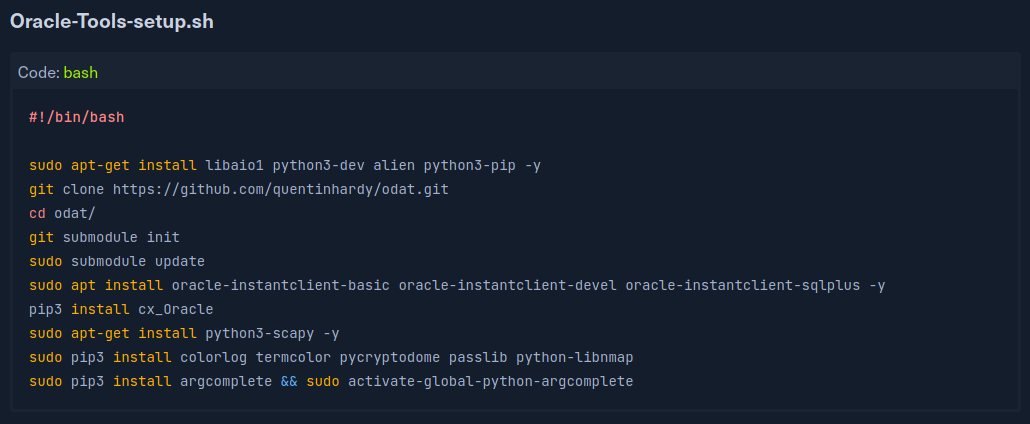 Oracle-Tools-setup.sh
Code: bash
#!/bin/bash
sudo apt-get install libaio1 python3-dev alien python3-pip -y
git clone https://github.com/quentinhardy/odat.git
cd odat/
git submodule init
sudo submodule update
sudo apt install oracle-instantclient-basic oracle-instantclient-devel oracle-instantclient-sqlplus -y
pip3 install cx_Oracle
sudo apt-get install python3-scapy -y
sudo pip3 install colorlog termcolor pycryptodome passlib python-libnmap
sudo pip3 install argcomplete && sudo activate-global-python-argcomplete